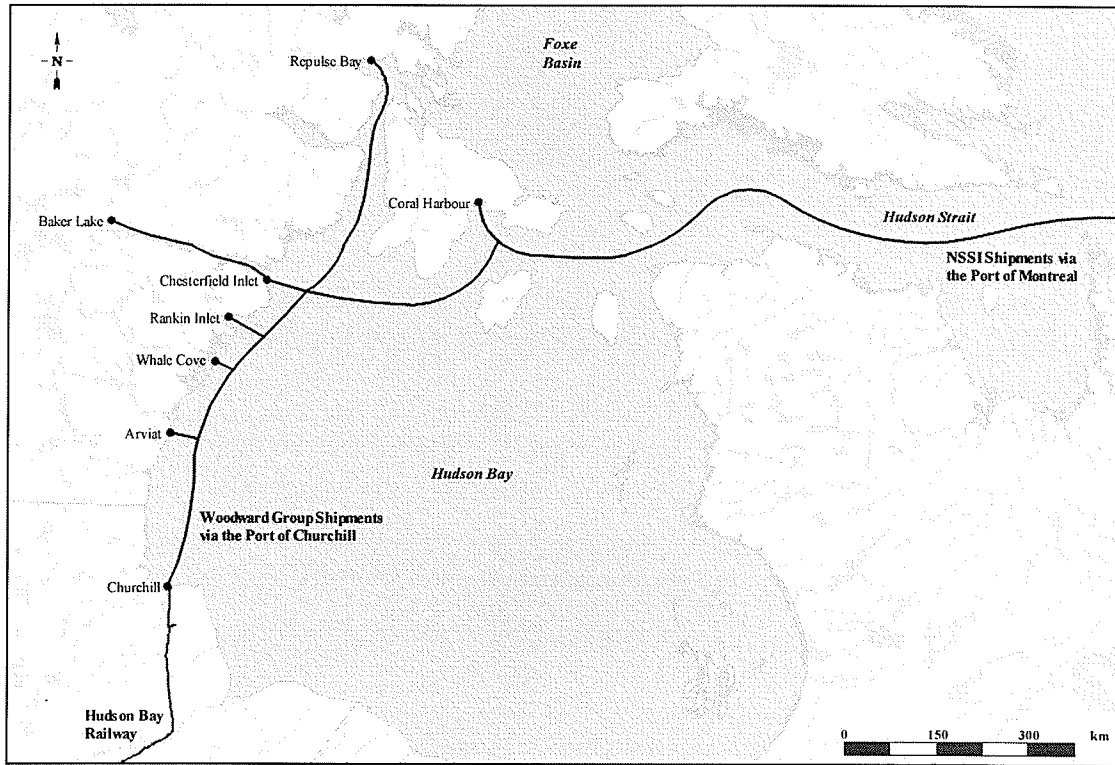 N
Foxe
Basin
Repulse Bay
Coral Harbour
Baker Lake
Hudson Strait
NSSI Shipments via
the Port of Montreal
Chesterfield Inlet
Rankin Inlet
Whale Cove
Arviat
Hudson Bay
Woodward Group Shipments
via the Port of Churchill
Churchill
Hudson Bay
Railway
0 150 300 km